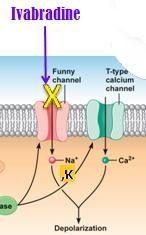 Ivabradine
Funny
channel
T-type
calcium
channel
Na⁺
,K
Ca²⁺
ase
Depolarization